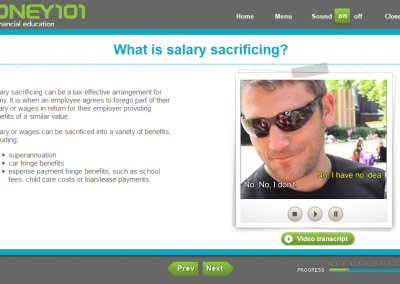 ONEY101
nancial education
Home Menu Sound on off Close
What is salary sacrificing?
ary sacrificing can be a tax-effective arrangement for
ny. It is when an employee agrees to forego part of their
ary or wages in return for their employer providing
efits of a similar value.
ary or wages can be sacrificed into a variety of benefits,
uding:
superannuation
car fringe benefits
expense payment fringe benefits, such as school
fees, child care costs or loan/lease payments.
No, I have no idea !
No. No, I don't.
Video transcript
Prev Next
PROGRESS